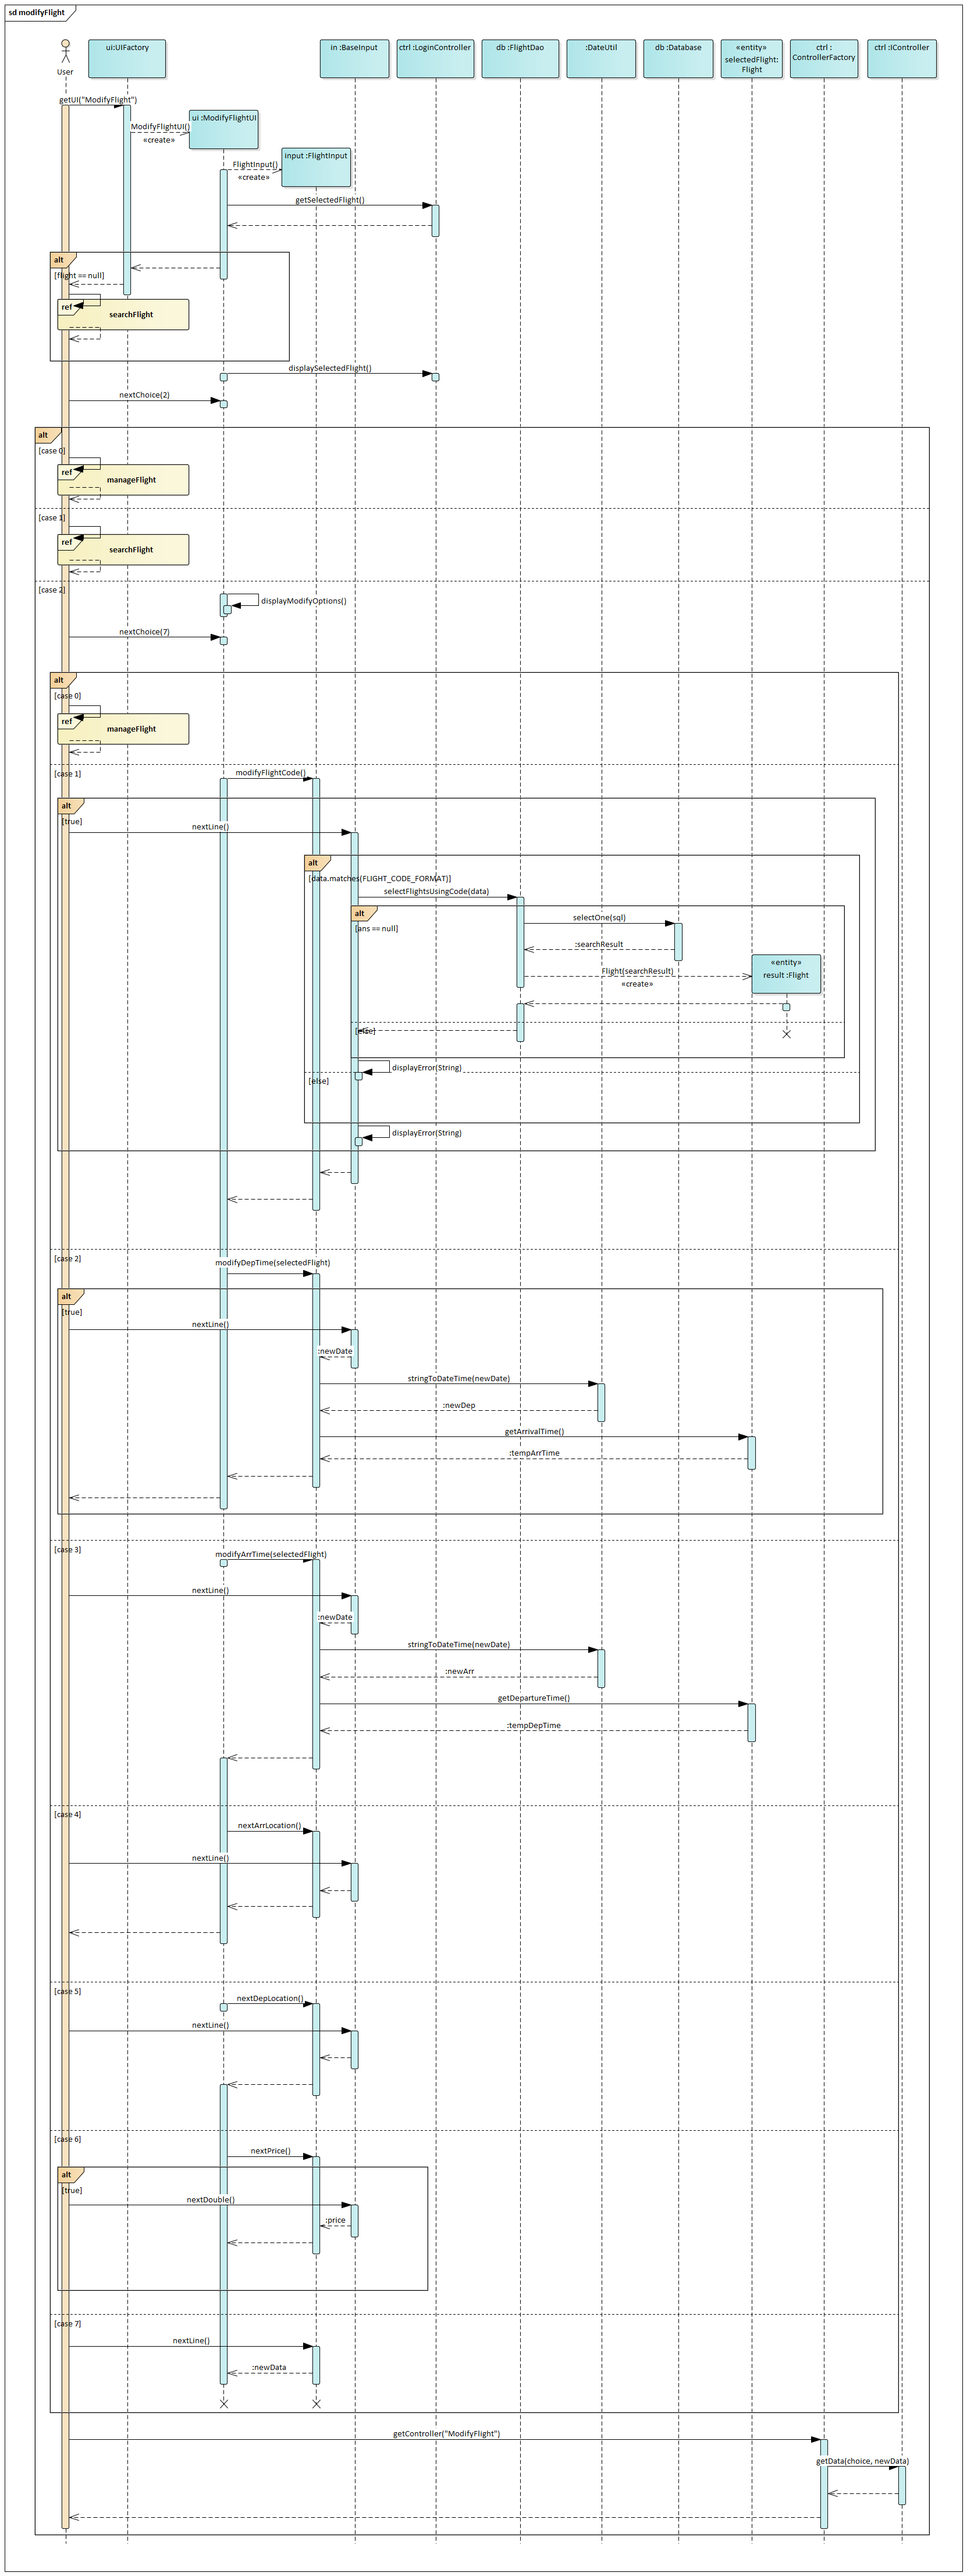 sd modifyFlight
User
ui:UIFactory
in :BaseInput
ctrl :LoginController
db :FlightDao
:DateUtil
db :Database
«entity»
selectedFlight:
Flight
ctrl :
ControllerFactory
ctrl :IController
getUI("ModifyFlight")
ui :ModifyFlightUI
ModifyFlightUI()
«create»
input :FlightInput
FlightInput()
«create»
getSelectedFlight()
alt
[flight == null]
ref
searchFlight
displaySelectedFlight()
nextChoice(2)
alt
[case 0]
ref
manageFlight
[case 1]
ref
searchFlight
[case 2]
displayModifyOptions()
nextChoice(7)
alt
[case 0]
ref
manageFlight
[case 1]
modifyFlightCode()
alt
[true]
nextLine()
alt
[data.matches(FLIGHT_CODE_FORMAT)]
selectFlightsUsingCode(data)
alt
[ans == null]
selectOne(sql)
:searchResult
«entity»
result :Flight
Flight(searchResult)
«create»
[else]
displayError(String)
[else]
displayError(String)
[case 2]
modifyDepTime(selectedFlight)
alt
[true]
nextLine()
:newDate
stringToDateTime(newDate)
:newDep
getArrivalTime()
:tempArrTime
[case 3]
modifyArrTime(selectedFlight)
nextLine()
:newDate
stringToDateTime(newDate)
:newArr
getDepartureTime()
:tempDepTime
[case 4]
nextArrLocation()
nextLine()
[case 5]
nextDepLocation()
nextLine()
[case 6]
nextPrice()
alt
[true]
nextDouble()
:price
[case 7]
nextLine()
:newData
getController("ModifyFlight")
getData(choice, newData)